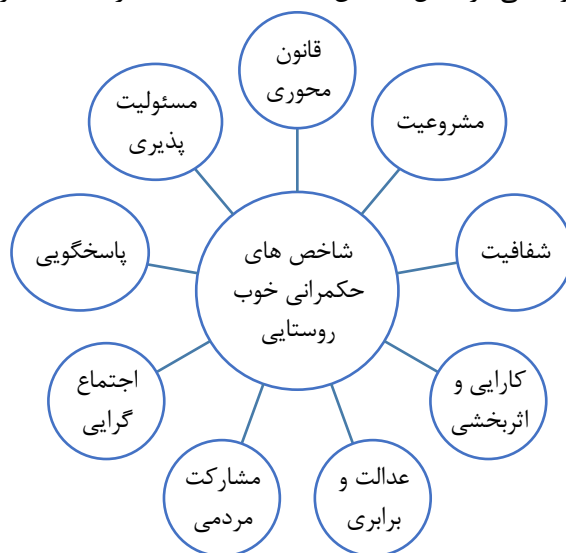 قانون
محوری
مشروعیت
شفافیت
کارایی و
اثربخشی
عدالت و
برابری
مشارکت
مردمی
اجتماع
گرایی
پاسخگویی
مسئولیت
پذیری
شاخص های
حکمرانی خوب
روستایی